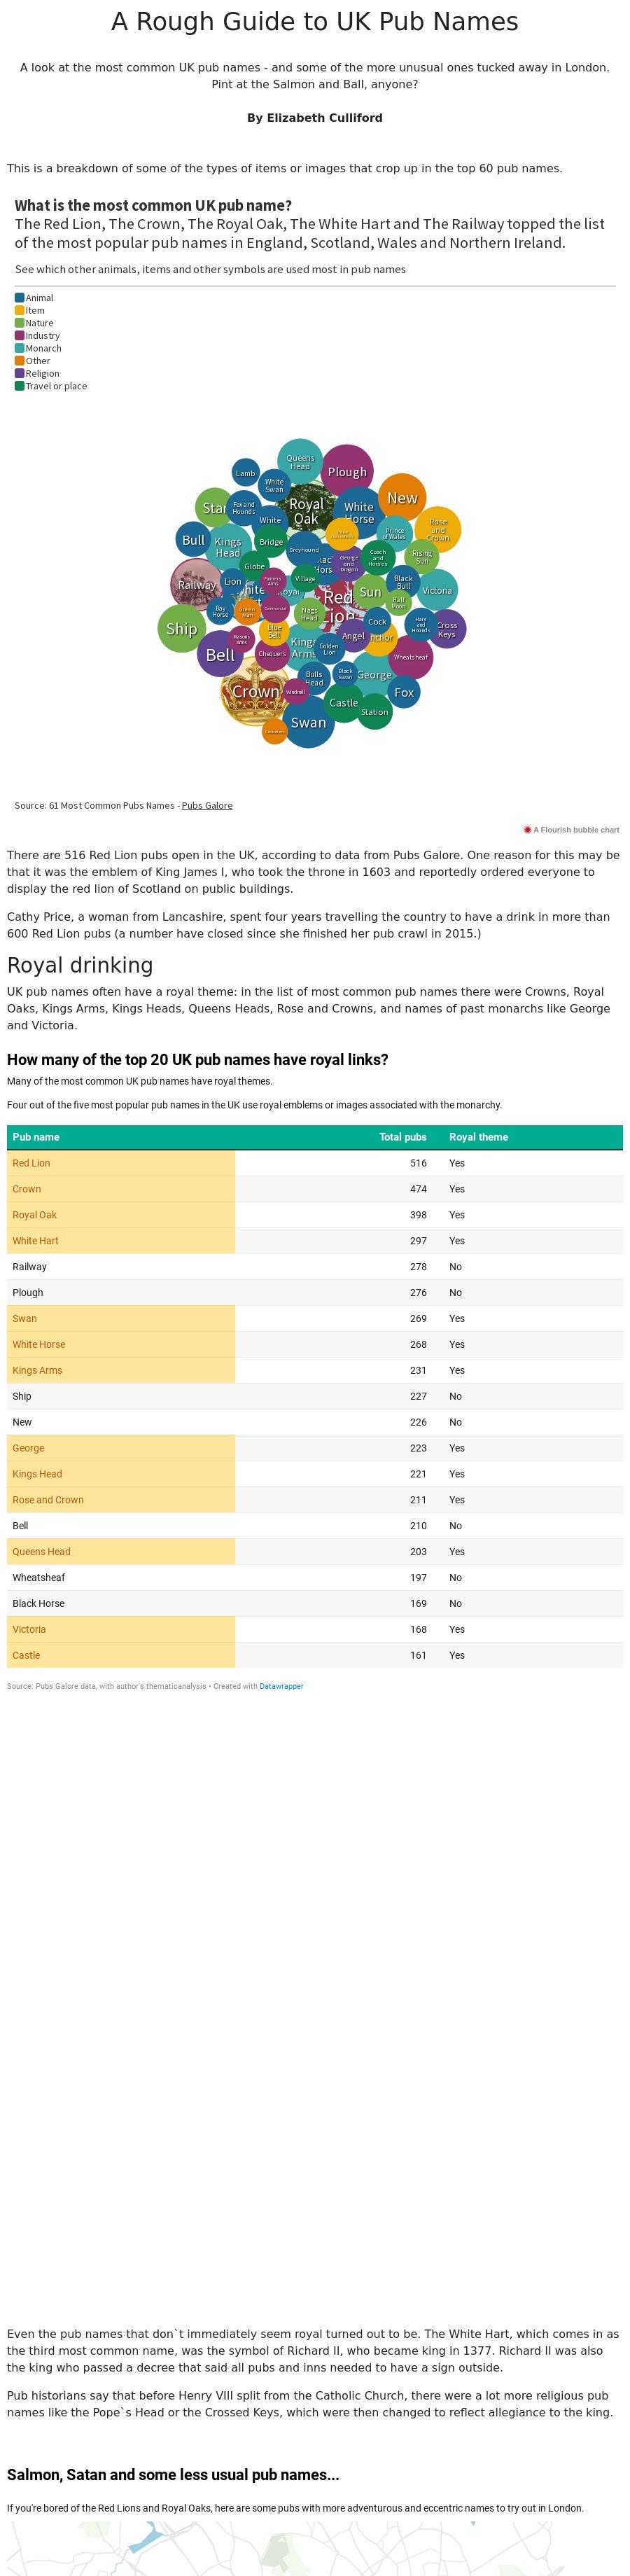 A Rough Guide to UK Pub Names
A look at the most common UK pub names - and some of the more unusual ones tucked away in London.
Pint at the Salmon and Ball, anyone?
By Elizabeth Culliford
This is a breakdown of some of the types of items or images that crop up in the top 60 pub names.
What is the most common UK pub name?
The Red Lion, The Crown, The Royal Oak, The White Hart and The Railway topped the list
of the most popular pub names in England, Scotland, Wales and Northern Ireland.
See which other animals, items and other symbols are used most in pub names
Animal
Item
Nature
Industry
Monarch
Other
Religion
Travel or place
Queens
Head
Plough
Lamb
White
Swan
New
Royal
Oak
White
Horse
Star
Fox and
Hounds
White
Rose
and
Crown
Prince
of Wales
Bull
Kings
Head
Bridge
Greyhound
George
and
Dragon
Coach
and
Horses
Rising
Sun
Globe
Railway
Lion
Farmers
Arms
Village
Royal
Black
Bull
Victoria
Red
Lion
Sun
Half
Moon
Bay
Horse
Green
Man
Commercial
Nags
Head
Cock
Hare
and
Hounds
Cross
Keys
Ship
Blue
Bell
Masons
Arms
Angel
Bell
Chequers
Kings
Arms
Golden
Lion
Wheatsheaf
Crown
Bulls
Head
Black
Swan
George
Fox
Windmill
Castle
Station
Swan
Source: 61 Most Common Pubs Names - Pubs Galore
A Flourish bubble chart
There are 516 Red Lion pubs open in the UK, according to data from Pubs Galore. One reason for this may be
that it was the emblem of King James I, who took the throne in 1603 and reportedly ordered everyone to
display the red lion of Scotland on public buildings.
Cathy Price, a woman from Lancashire, spent four years travelling the country to have a drink in more than
600 Red Lion pubs (a number have closed since she finished her pub crawl in 2015.)
Royal drinking
UK pub names often have a royal theme: in the list of most common pub names there were Crowns, Royal
Oaks, Kings Arms, Kings Heads, Queens Heads, Rose and Crowns, and names of past monarchs like George
and Victoria.
How many of the top 20 UK pub names have royal links?
Many of the most common UK pub names have royal themes.
Four out of the five most popular pub names in the UK use royal emblems or images associated with the monarchy.
Pub name Total pubs Royal theme
Red Lion 516 Yes
Crown 474 Yes
Royal Oak 398 Yes
White Hart 297 Yes
Railway 278 No
Plough 276 No
Swan 269 Yes
White Horse 268 Yes
Kings Arms 231 Yes
Ship 227 No
New 226 No
George 223 Yes
Kings Head 221 Yes
Rose and Crown 211 Yes
Bell 210 No
Queens Head 203 Yes
Wheatsheaf 197 No
Black Horse 169 No
Victoria 168 Yes
Castle 161 Yes
Source: Pubs Galore data, with author's thematicanalysis • Created with Datawrapper
Even the pub names that don`t immediately seem royal turned out to be. The White Hart, which comes in as
the third most common name, was the symbol of Richard II, who became king in 1377. Richard II was also
the king who passed a decree that said all pubs and inns needed to have a sign outside.
Pub historians say that before Henry VIII split from the Catholic Church, there were a lot more religious pub
names like the Pope`s Head or the Crossed Keys, which were then changed to reflect allegiance to the king.
Salmon, Satan and some less usual pub names...
If you're bored of the Red Lions and Royal Oaks, here are some pubs with more adventurous and eccentric names to try out in London.